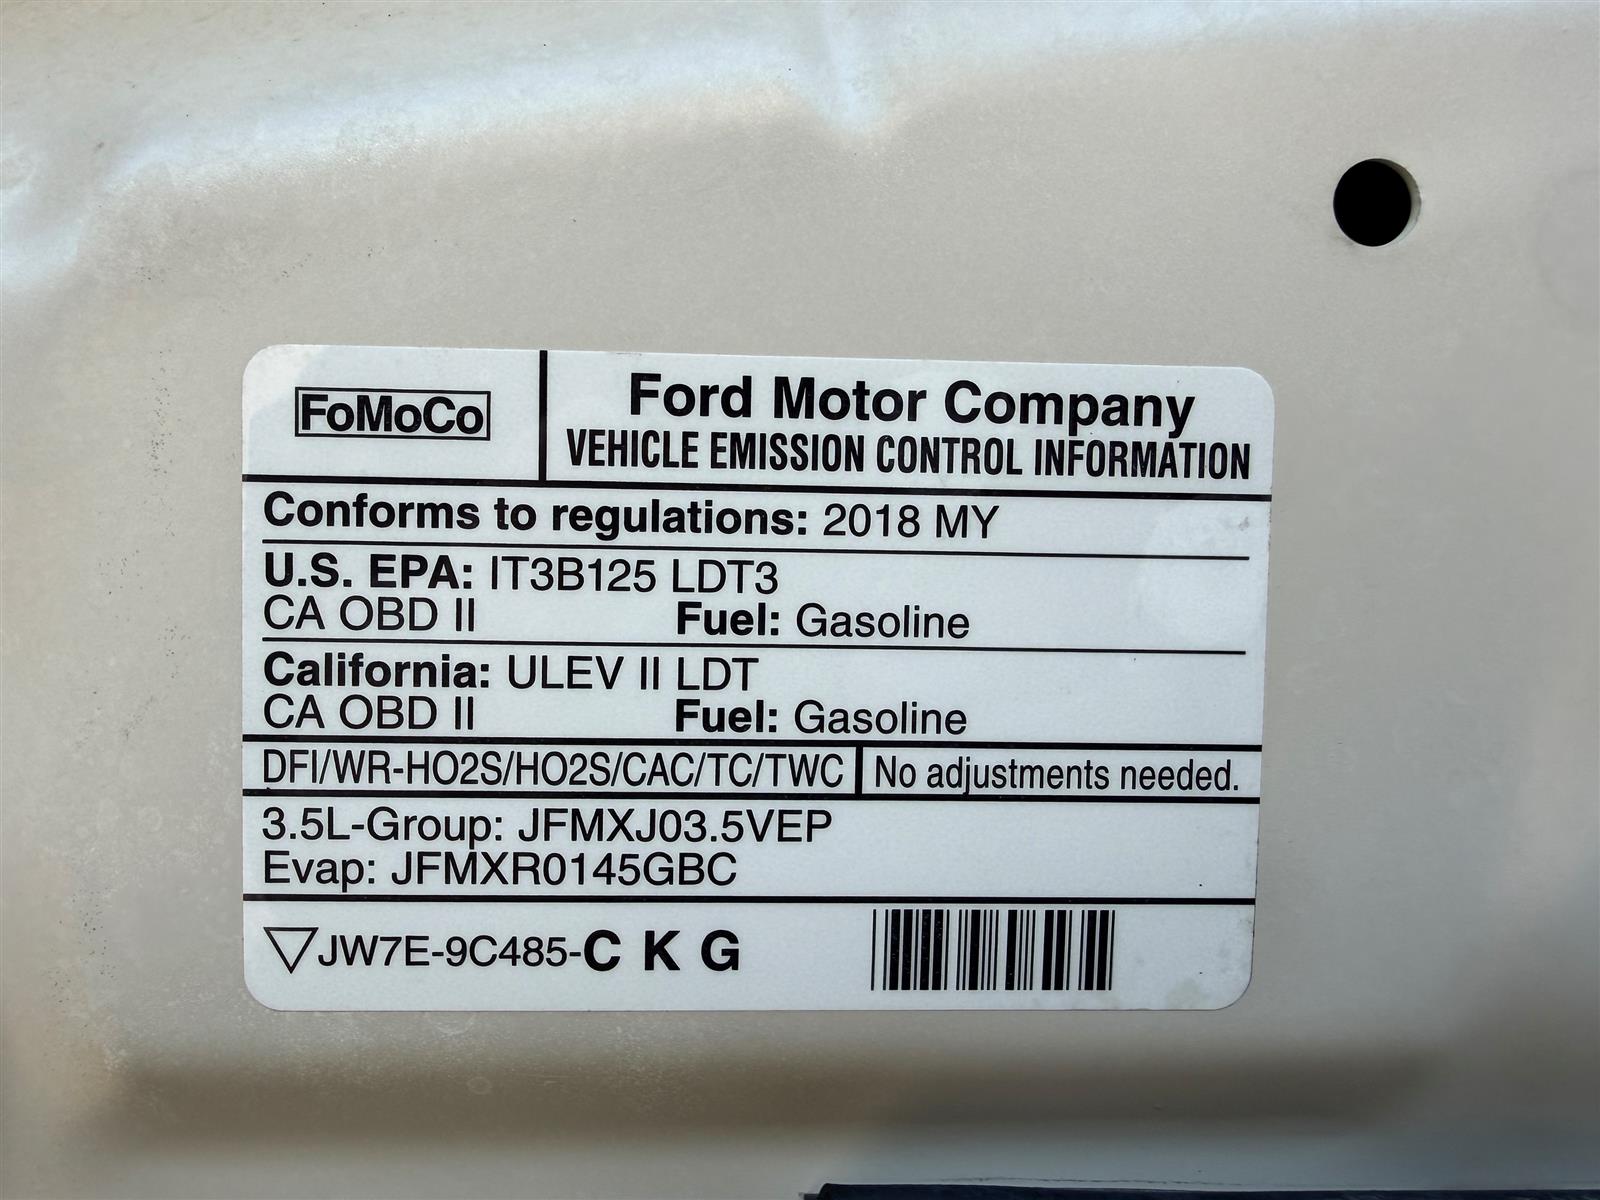 FoMoCo
Ford Motor Company
VEHICLE EMISSION CONTROL INFORMATION
Conforms to regulations: 2018 MY
U.S. EPA: IT3B125 LDT3
CA OBD II Fuel: Gasoline
California: ULEV II LDT
CA OBD II Fuel: Gasoline
DFI/WR-HO2S/HO2S/CAC/TC/TWC No adjustments needed.
3.5L-Group: JFMXJ03.5VEP
Evap: JFMXR0145GBC
JW7E-9C485-C K G